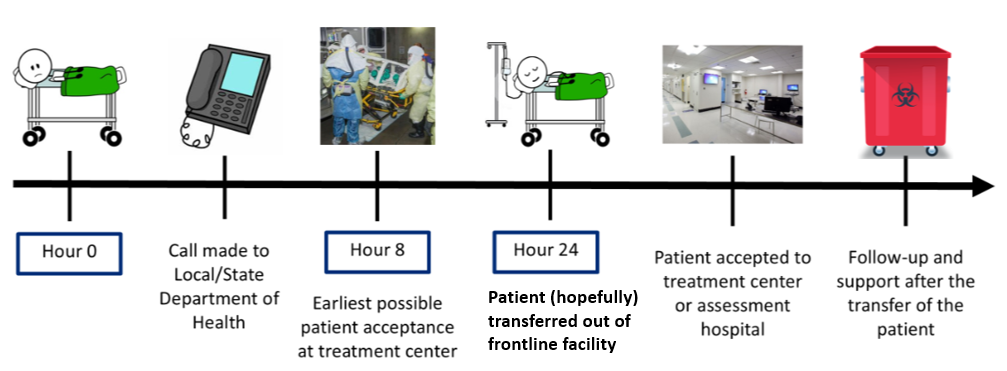 Hour 0
Call made to
Local/State
Department of
Health
Hour 8
Earliest possible
patient acceptance
at treatment center
Hour 24
Patient (hopefully)
transferred out of
frontline facility
Patient accepted to
treatment center
or assessment
hospital
Follow-up and
support after the
transfer of the
patient